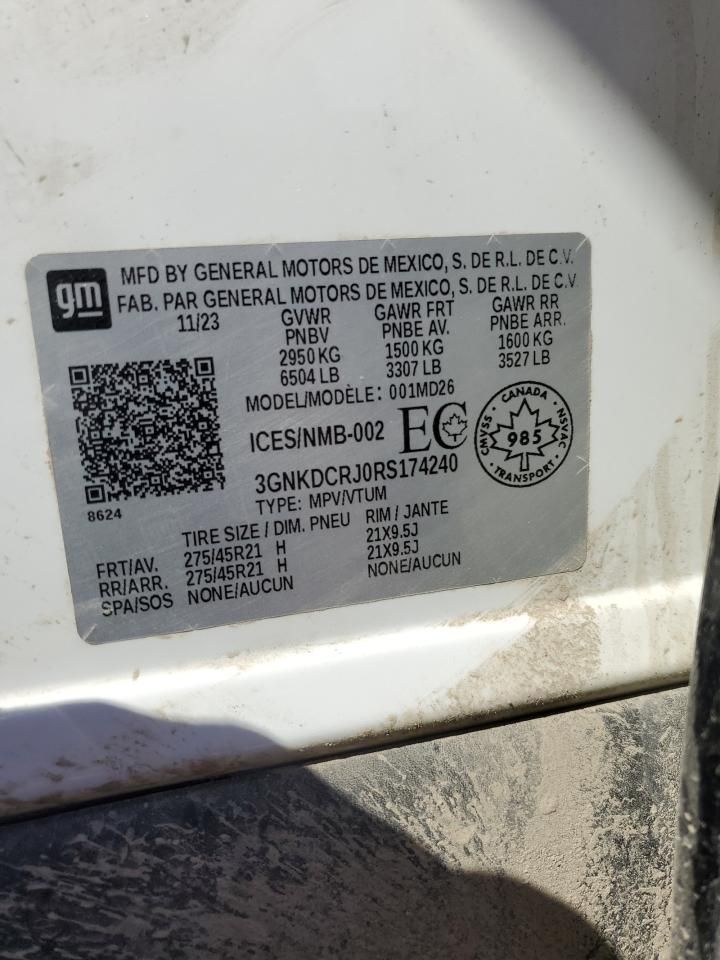 gm
MFD BY GENERAL MOTORS DE MEXICO, S. DE R.L. DE C.V.
FAB. PAR GENERAL MOTORS DE MEXICO, S. DE R.L. DE C.V.
11/23 GVWR GAWR FRT GAWR RR
PNBV PNBE AV. PNBE ARR.
2950 KG 1500 KG 1600 KG
6504 LB 3307 LB 3527 LB
MODEL/MODÈLE: 001MD26
ICES/NMB-002 EC
CANADA
CMVSS · NSVAC
985
TRANSPORT
3GNKDCRJ0RS174240
TYPE: MPV/VTUM
8624
TIRE SIZE / DIM. PNEU RIM / JANTE
FRT/AV. 275/45R21 H 21X9.5J
RR/ARR. 275/45R21 H 21X9.5J
SPA/SOS NONE/AUCUN NONE/AUCUN